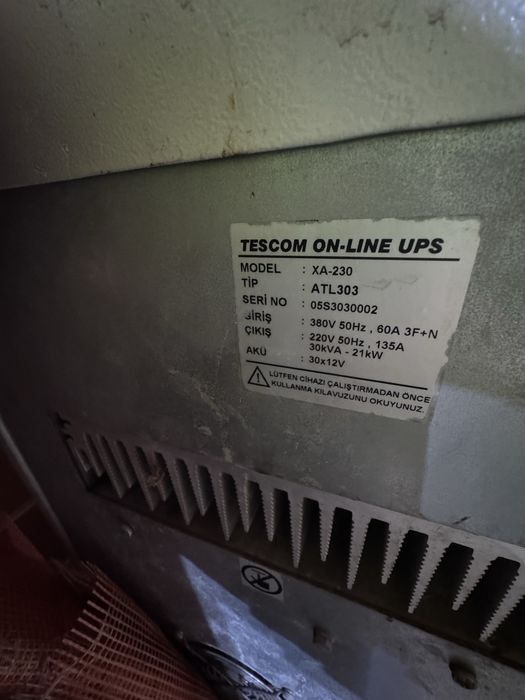 TESCOM ON-LINE UPS
MODEL : XA-230
TİP : ATL303
SERİ NO : 05S3030002
GİRİŞ : 380V 50Hz , 60A 3F+N
ÇIKIŞ : 220V 50Hz , 135A
30kVA - 21kW
AKÜ : 30x12V
LÜTFEN CİHAZI ÇALIŞTIRMADAN ÖNCE
KULLANMA KILAVUZUNU OKUYUNUZ.